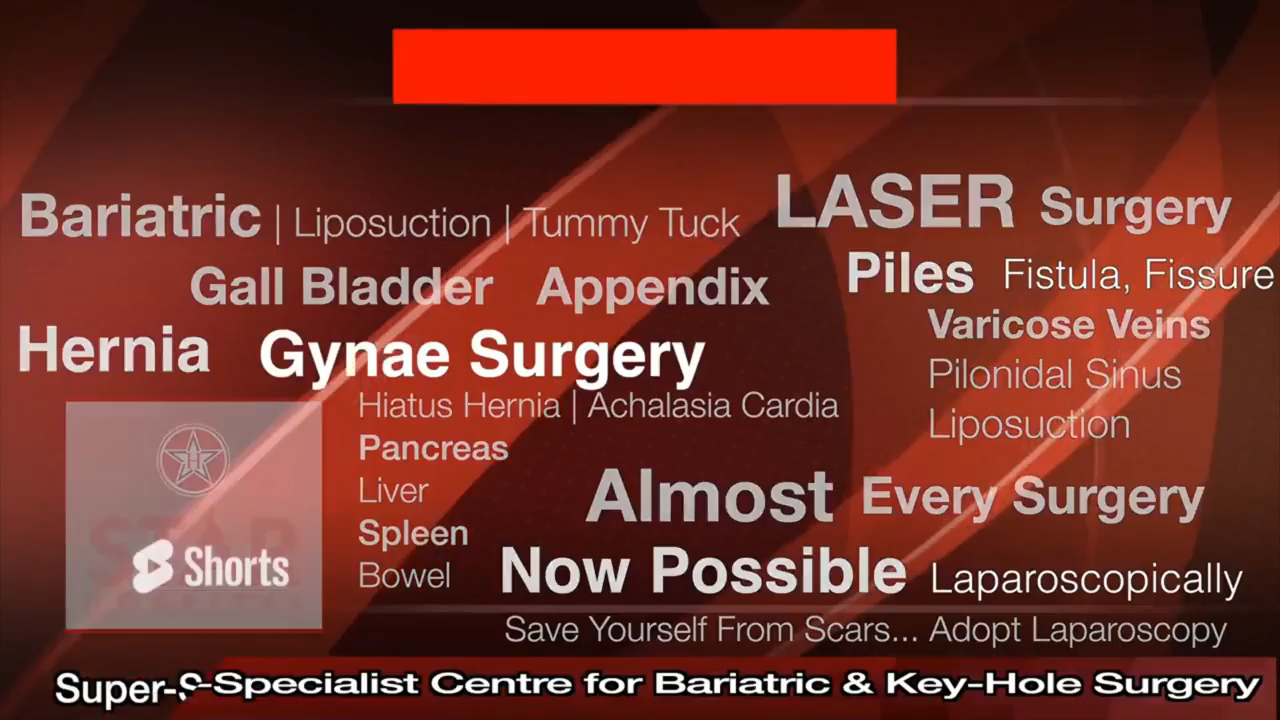 Bariatric | Liposuction | Tummy Tuck
LASER Surgery
Gall Bladder Appendix
Piles Fistula, Fissure
Varicose Veins
Hernia Gynae Surgery
Pilonidal Sinus
Hiatus Hernia | Achalasia Cardia
Liposuction
Pancreas
Liver
Spleen
Bowel
Almost Every Surgery
Now Possible Laparoscopically
Save Yourself From Scars... Adopt Laparoscopy
STAR
Shorts
Super-S-Specialist Centre for Bariatric & Key-Hole Surgery